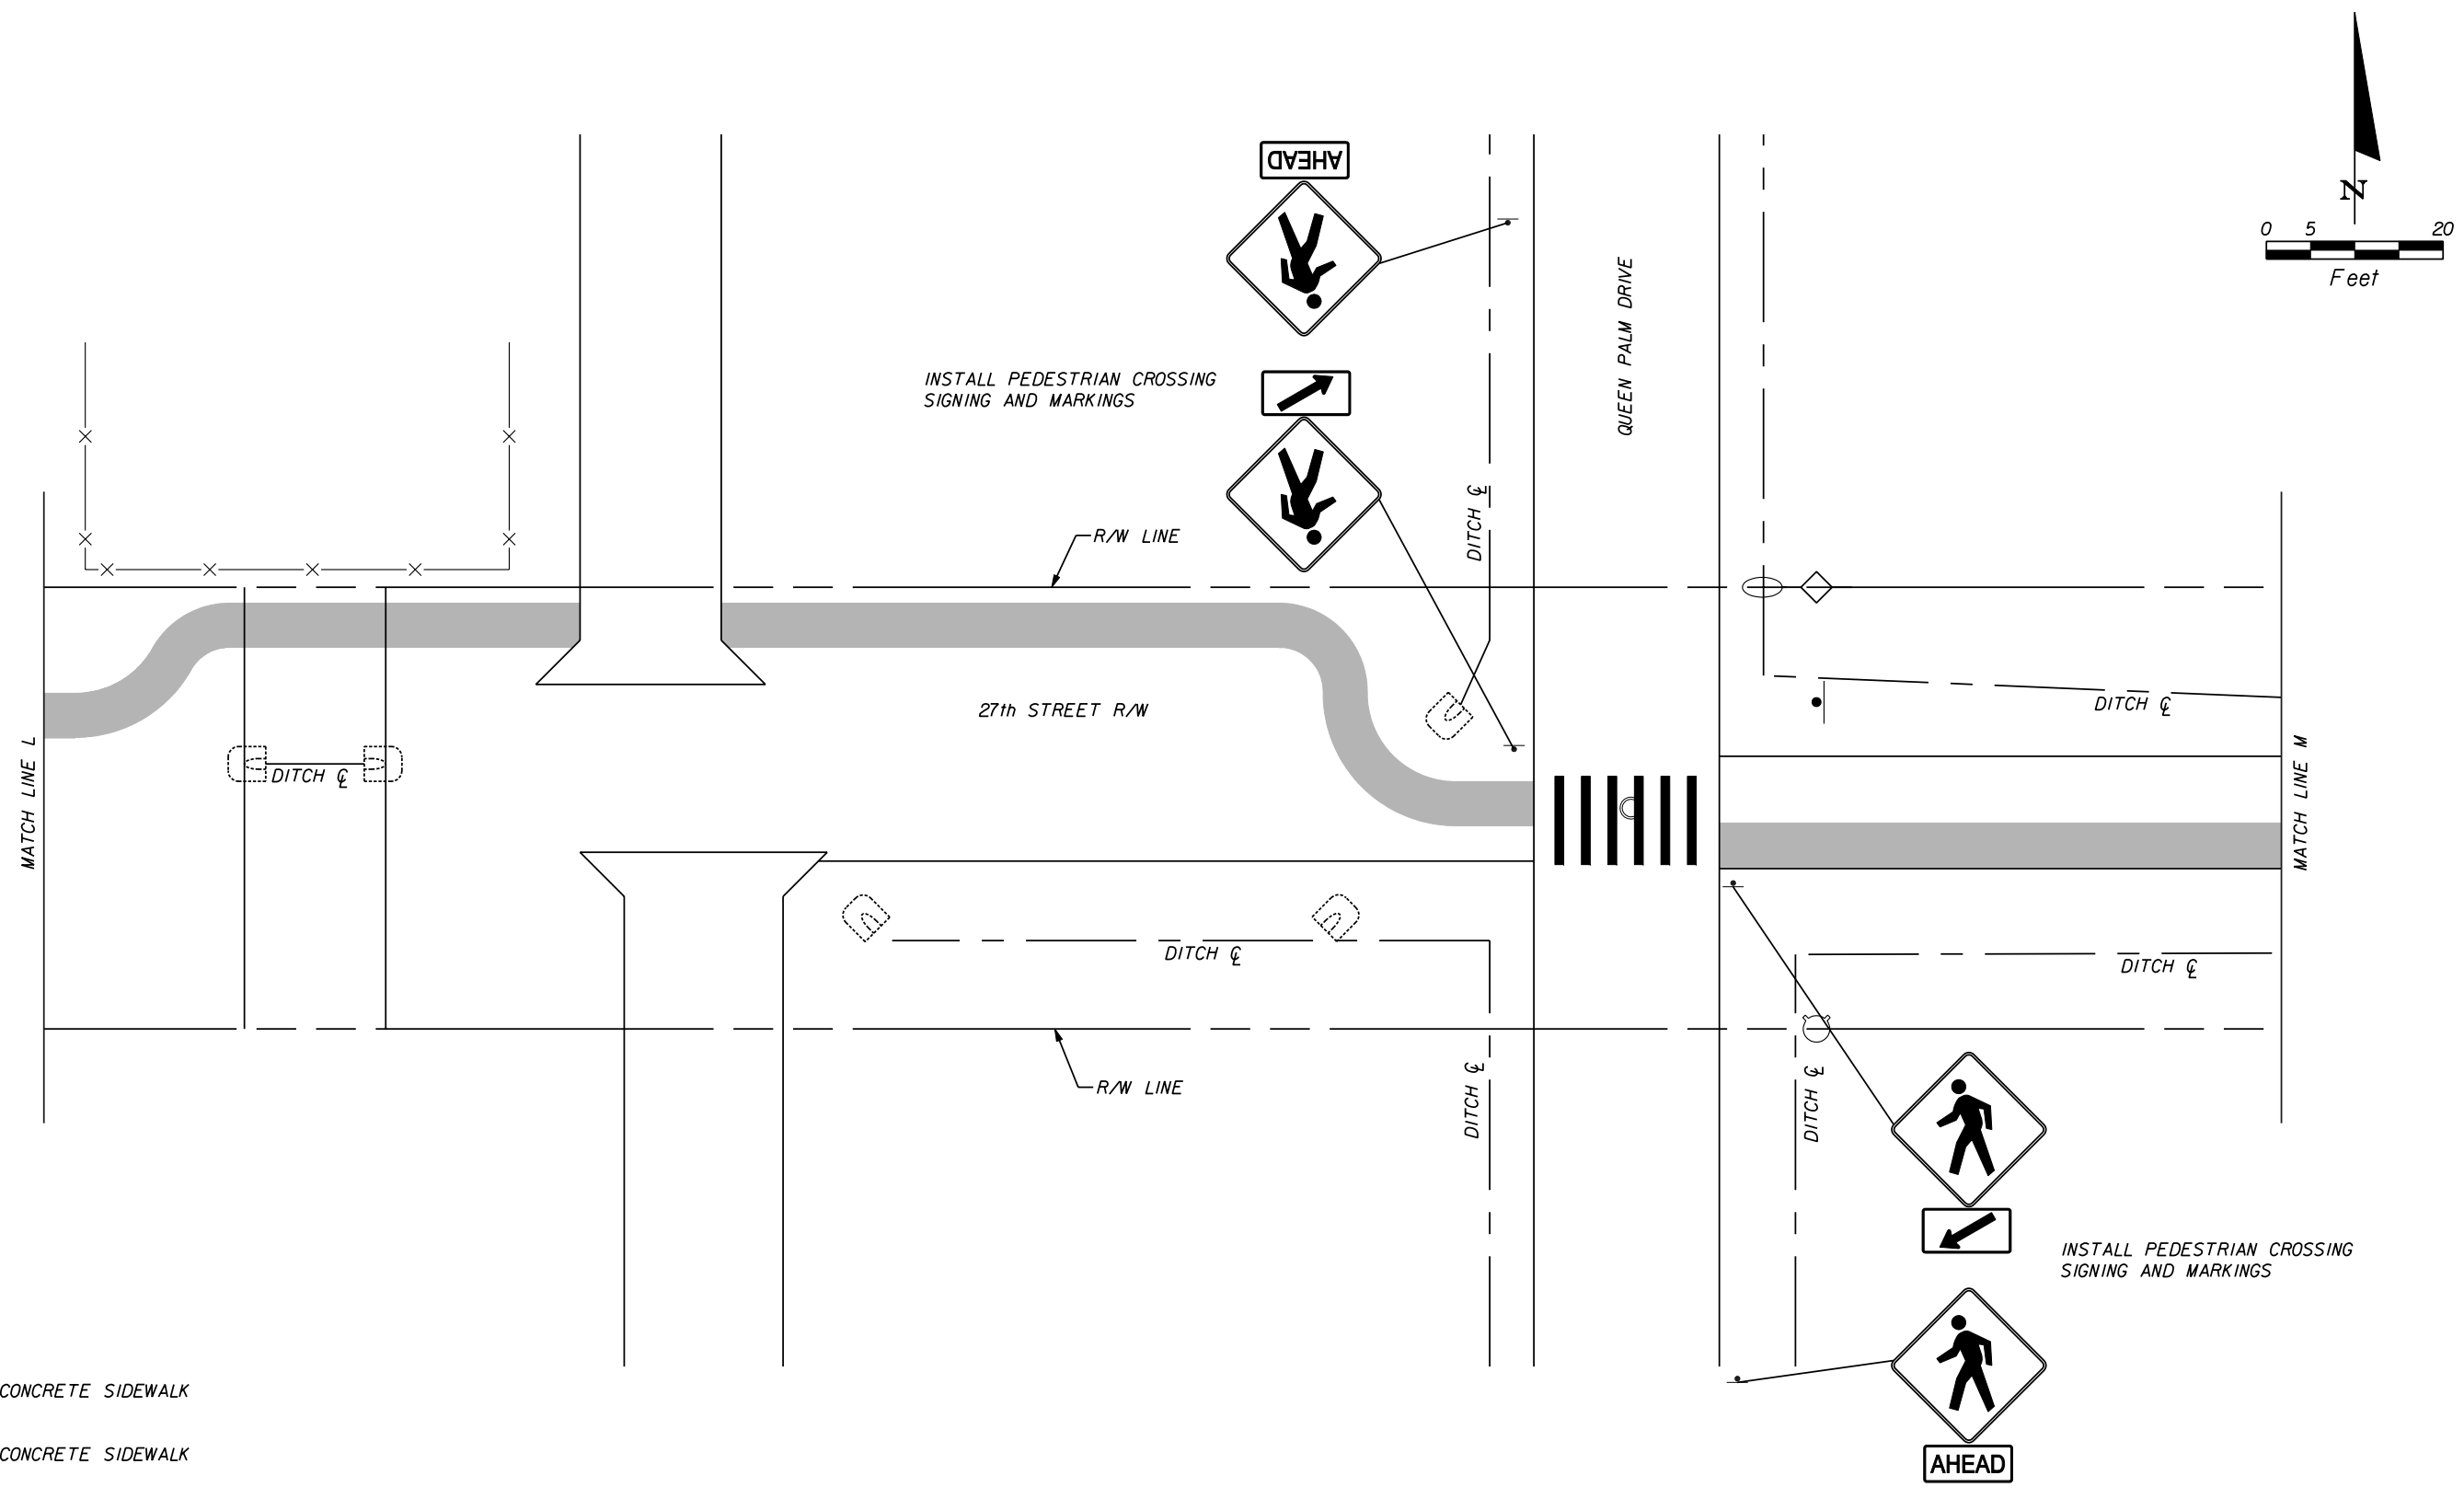 N
0 5 20
Feet
AHEAD
QUEEN PALM DRIVE
INSTALL PEDESTRIAN CROSSING
SIGNING AND MARKINGS
DITCH ℄
R/W LINE
27th STREET R/W
DITCH ℄
MATCH LINE L
DITCH ℄
MATCH LINE M
DITCH ℄
DITCH ℄
R/W LINE
DITCH ℄
DITCH ℄
INSTALL PEDESTRIAN CROSSING
SIGNING AND MARKINGS
CONCRETE SIDEWALK
CONCRETE SIDEWALK
AHEAD